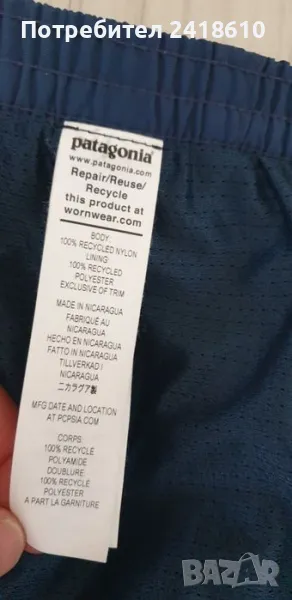 Потребител 2418610
patagonia®
www.patagonia.com
Repair/Reuse/
Recycle
this product at
wornwear.com
BODY
100% RECYCLED NYLON
LINING
100% RECYCLED
POLYESTER
EXCLUSIVE OF TRIM
MADE IN NICARAGUA
FABRIQUÉ AU
NICARAGUA
HECHO EN NICARAGUA
FATTO IN NICARAGUA
TILLVERKAD I
NICARAGUA
ニカラグア製
MFG DATE AND LOCATION
AT PCPSIA.COM
CORPS
100% RECYCLE
POLYAMIDE
DOUBLURE
100% RECYCLE
POLYESTER
A PART LA GARNITURE
BAZAR
.bg